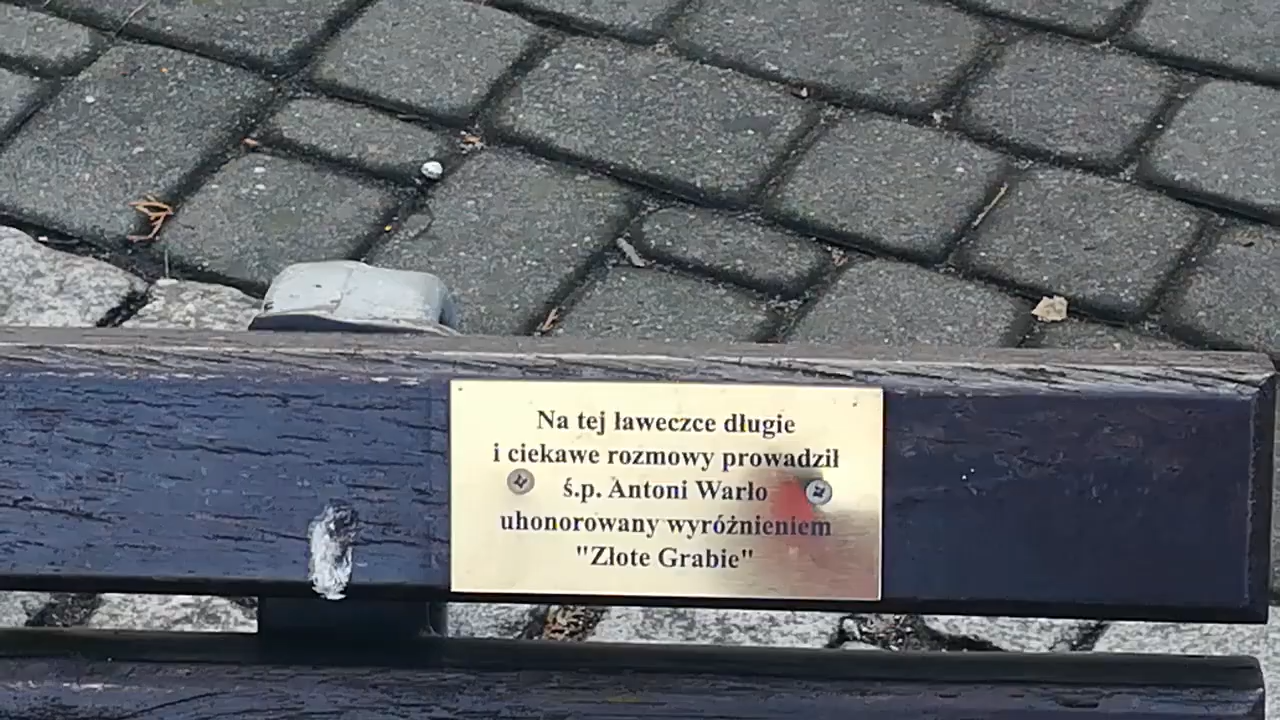 Na tej ławeczce długie
i ciekawe rozmowy prowadził
ś.p. Antoni Warło
uhonorowany wyróżnieniem
"Złote Grabie"